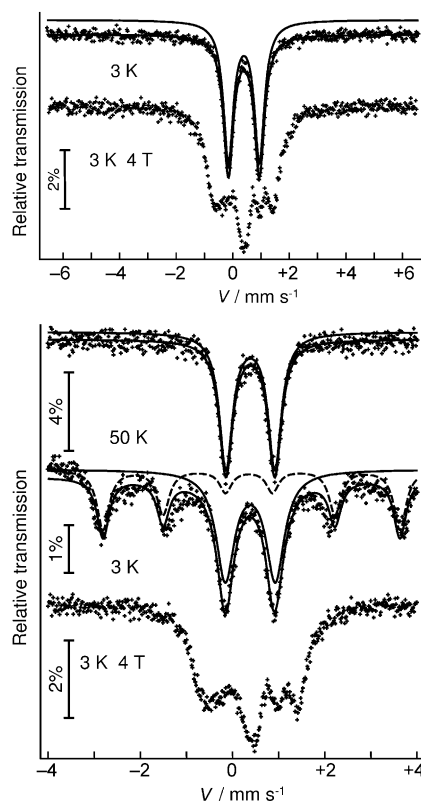 Relative transmission
3 K
2%
3 K 4 T
-6 -4 -2 0 +2 +4 +6
V / mm s-1
Relative transmission
4%
50 K
1%
3 K
2%
3 K 4 T
-4 -2 0 +2 +4
V / mm s-1